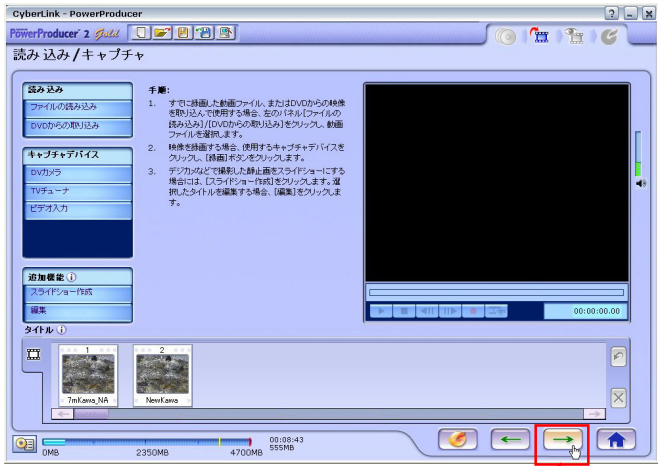 CyberLink - PowerProducer
PowerProducer 2 Gold
読み込み/キャプチャ
読み込み
ファイルの読み込み
DVDからの取り込み
キャプチャデバイス
DVカメラ
TVチューナ
ビデオ入力
追加機能
スライドショー作成
編集
手順:
1. すでに録画した動画ファイル、またはDVDからの映像
を取り込んで使用する場合、左のパネル[ファイルの
読み込み]/[DVDからの取り込み]をクリックし、動画
ファイルを選択します。
2. 映像を録画する場合、使用するキャプチャデバイスを
クリックし、[録画]ボタンをクリックします。
3. デジカメなどで撮影した静止画をスライドショーにする
場合には、[スライドショー作成]をクリックします。選
択したタイトルを編集する場合、[編集]をクリックしま
す。
00:00:00.00
タイトル
1
2
7mKawa_NA
NewKawa
0MB
2350MB
4700MB
00:08:43
555MB